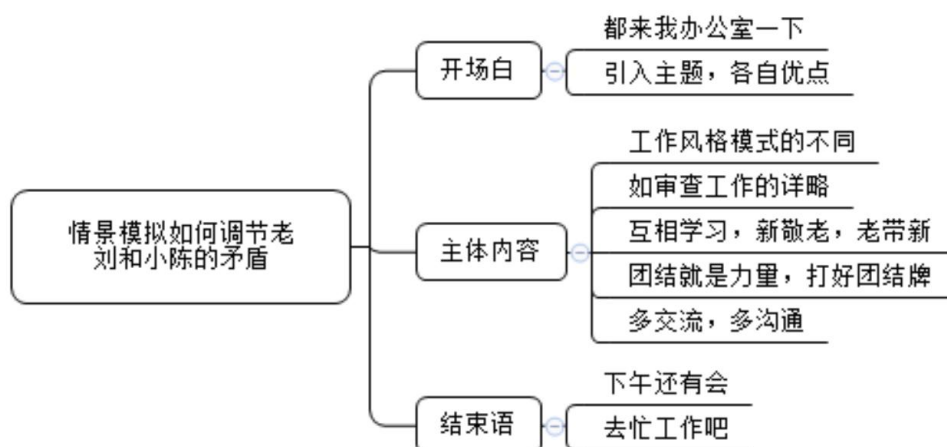 情景模拟如何调节老
刘和小陈的矛盾
开场白
都来我办公室一下
引入主题，各自优点
主体内容
工作风格模式的不同
如审查工作的详略
互相学习，新敬老，老带新
团结就是力量，打好团结牌
多交流，多沟通
结束语
下午还有会
去忙工作吧